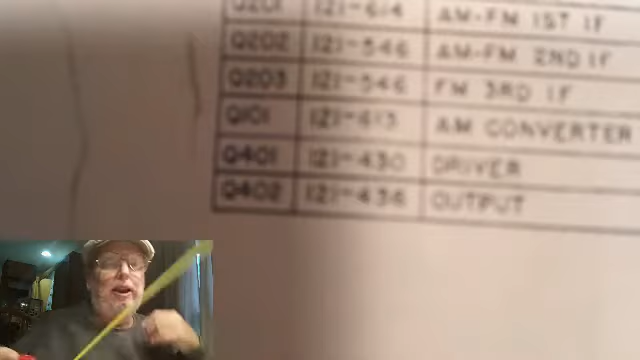 Q201 121-614 AM-FM 1ST IF
Q202 121-546 AM-FM 2ND IF
Q203 121-546 FM 3RD IF
Q101 121-613 AM CONVERTER
Q401 121-430 DRIVER
Q402 121-436 OUTPUT